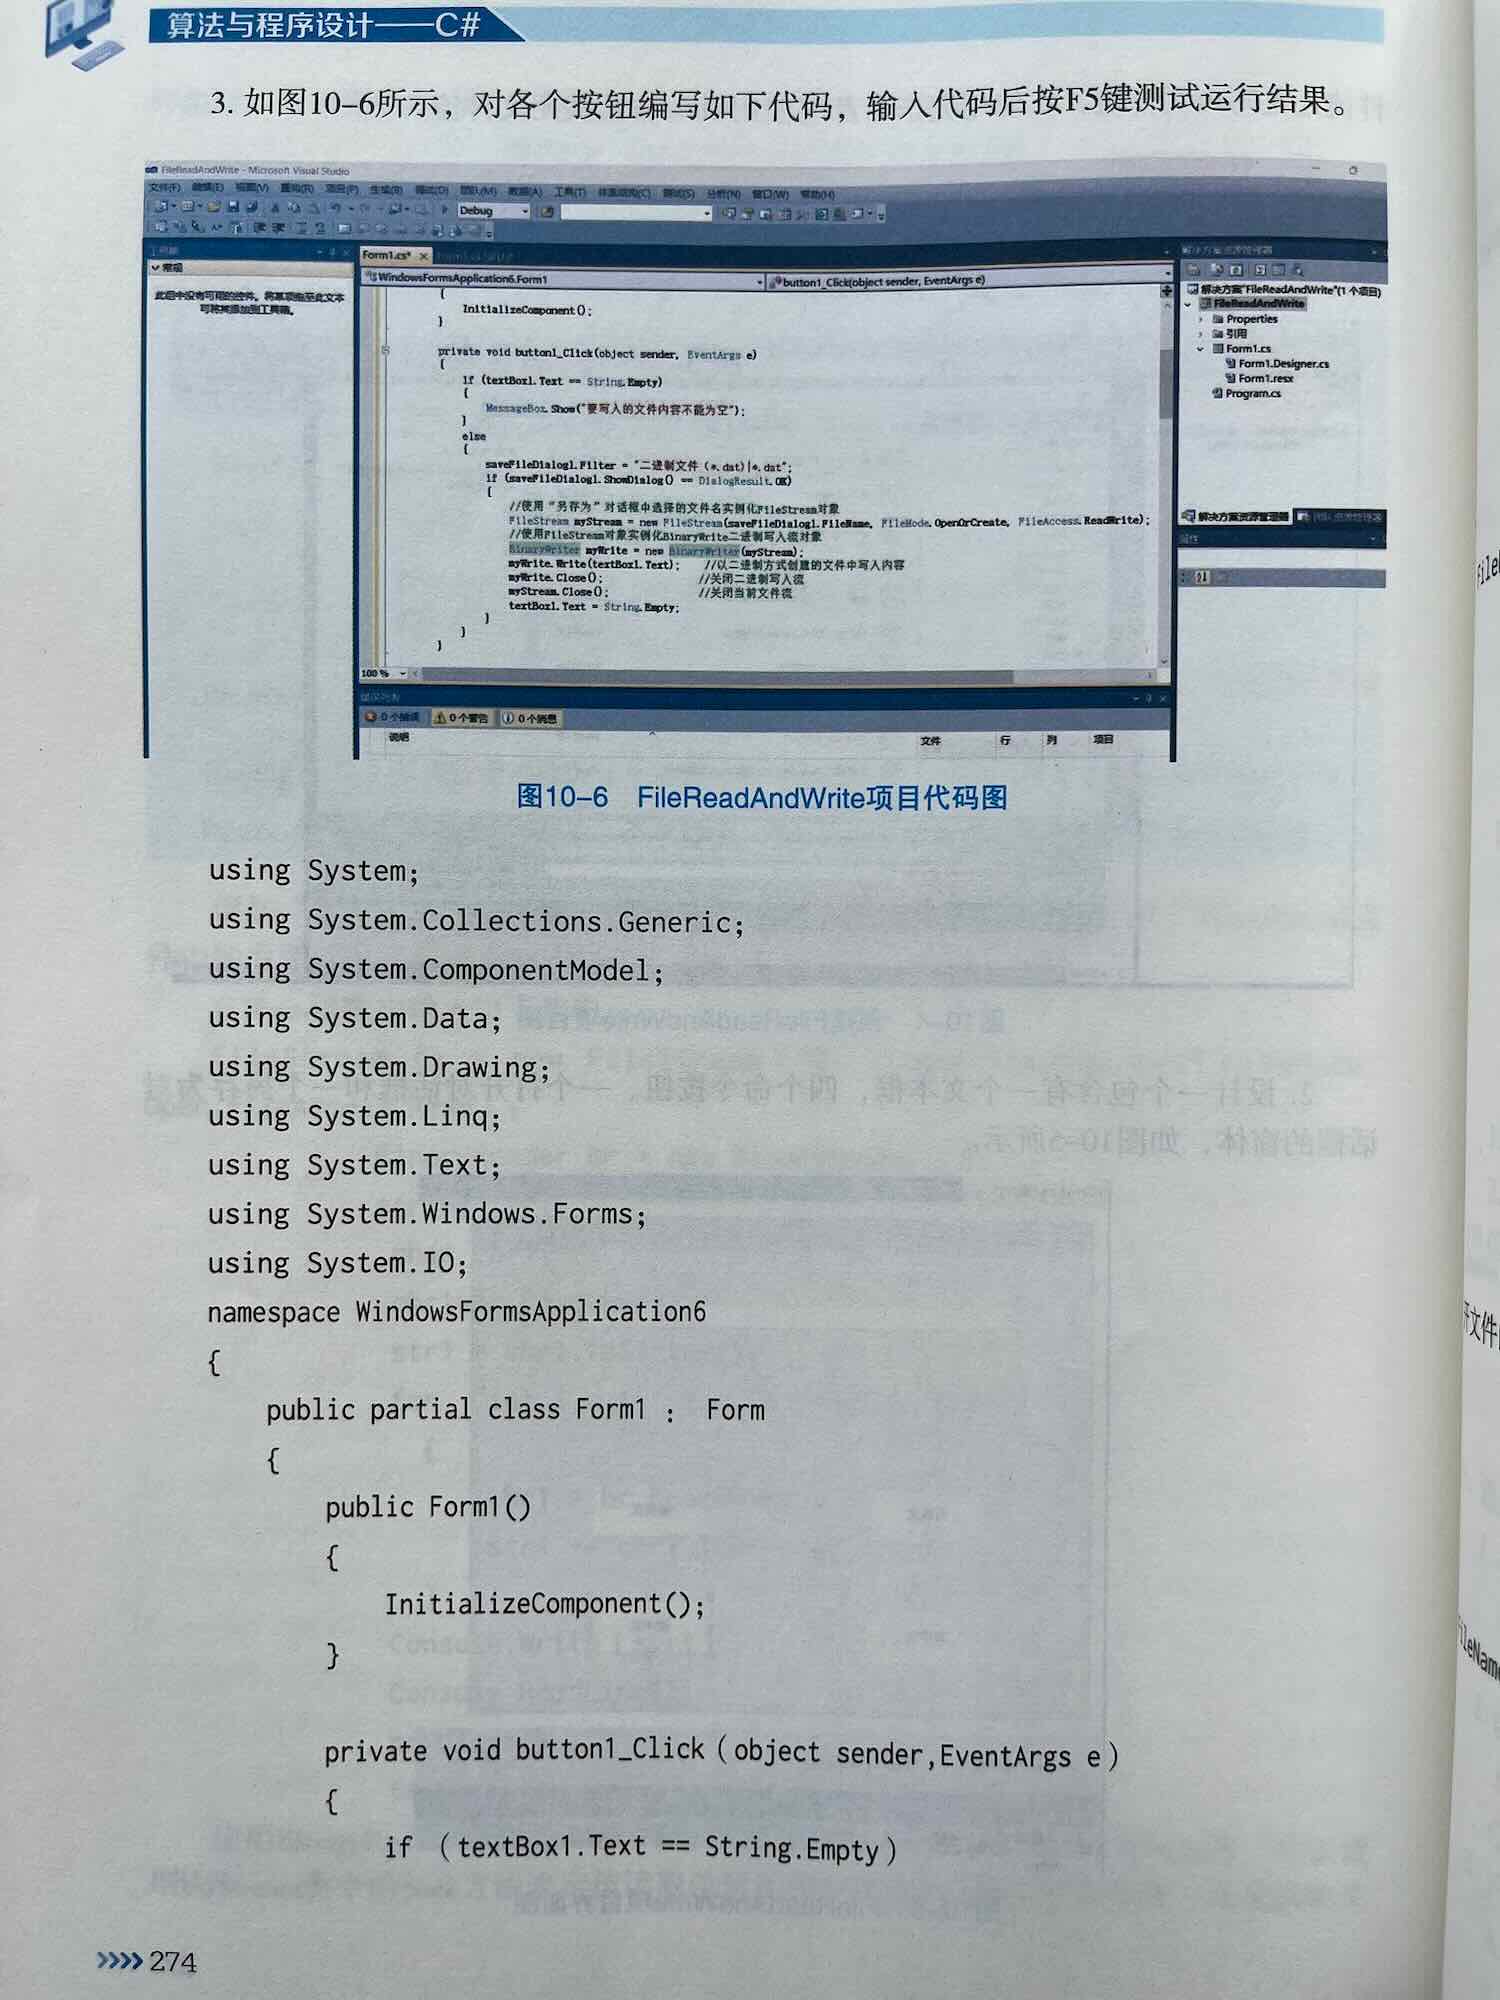 算法与程序设计——C#
3. 如图10-6所示，对各个按钮编写如下代码，输入代码后按F5键测试运行结果。
FileReadAndWrite - Microsoft Visual Studio
文件(F) 编辑(E) 视图(V) 重构(R) 项目(P) 生成(B) 调试(D) 团队(M) 数据(A) 工具(T) 体系结构(C) 测试(S) 分析(N) 窗口(W) 帮助(H)
Debug
工具箱
常规
此组中没有可用的控件。将某项拖至此文本
可将其添加到工具箱。
Form1.cs*
WindowsFormsApplication6.Form1
button1_Click(object sender, EventArgs e)
{
InitializeComponent();
}
private void button1_Click(object sender, EventArgs e)
{
if (textBox1.Text == String.Empty)
{
MessageBox.Show("要写入的文件内容不能为空");
}
else
{
saveFileDialog1.Filter = "二进制文件 (*.dat)|*.dat";
if (saveFileDialog1.ShowDialog() == DialogResult.OK)
{
//使用“另存为”对话框中选择的文件名实例化FileStream对象
FileStream myStream = new FileStream(saveFileDialog1.FileName, FileMode.OpenOrCreate, FileAccess.ReadWrite);
//使用FileStream对象实例化BinaryWrite二进制写入流对象
BinaryWriter myWrite = new BinaryWriter(myStream);
myWrite.Write(textBox1.Text); //以二进制方式创建的文件中写入内容
myWrite.Close(); //关闭二进制写入流
myStream.Close(); //关闭当前文件流
textBox1.Text = String.Empty;
}
}
}
100 %
错误列表
0 个错误 0 个警告 0 个消息
说明 文件 行 列 项目
解决方案资源管理器
解决方案"FileReadAndWrite"(1 个项目)
FileReadAndWrite
Properties
引用
Form1.cs
Form1.Designer.cs
Form1.resx
Program.cs
解决方案资源管理器
属性
图10-6 FileReadAndWrite项目代码图
using System;
using System.Collections.Generic;
using System.ComponentModel;
using System.Data;
using System.Drawing;
using System.Linq;
using System.Text;
using System.Windows.Forms;
using System.IO;
namespace WindowsFormsApplication6
{
public partial class Form1 : Form
{
public Form1()
{
InitializeComponent();
}
private void button1_Click（object sender,EventArgs e）
{
if （textBox1.Text == String.Empty）
274